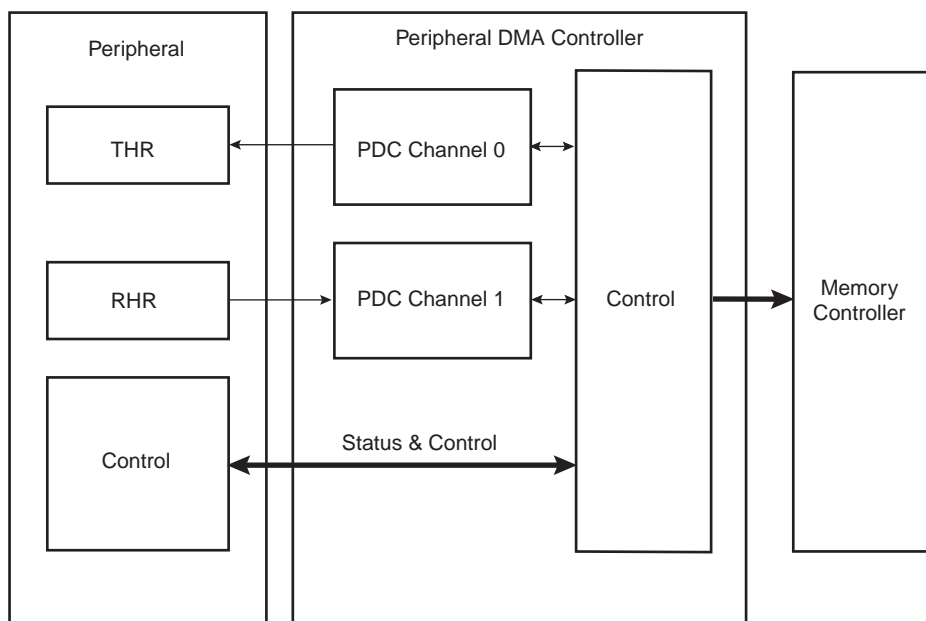 Peripheral
Peripheral DMA Controller
THR
PDC Channel 0
RHR
PDC Channel 1
Control
Memory
Controller
Status & Control
Control